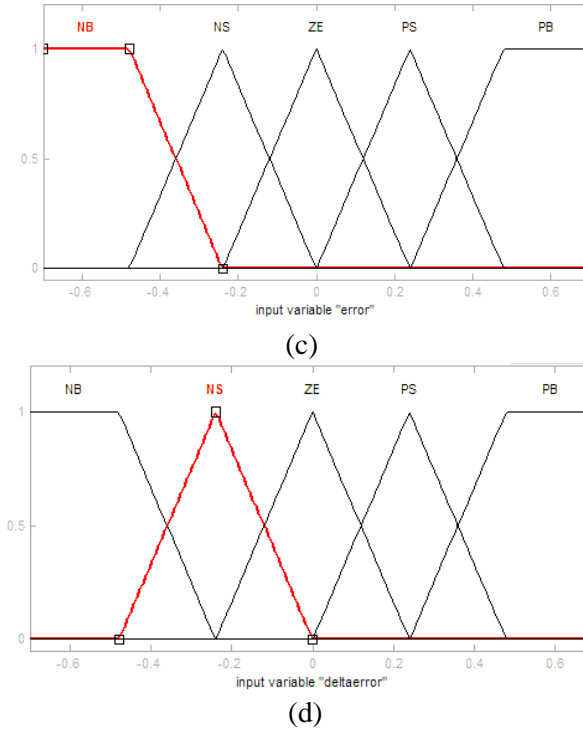 NB NS ZE PS PB
1
0.5
0
-0.6 -0.4 -0.2 0 0.2 0.4 0.6
input variable "error"
(c)
NB NS ZE PS PB
1
0.5
0
-0.6 -0.4 -0.2 0 0.2 0.4 0.6
input variable "deltaerror"
(d)